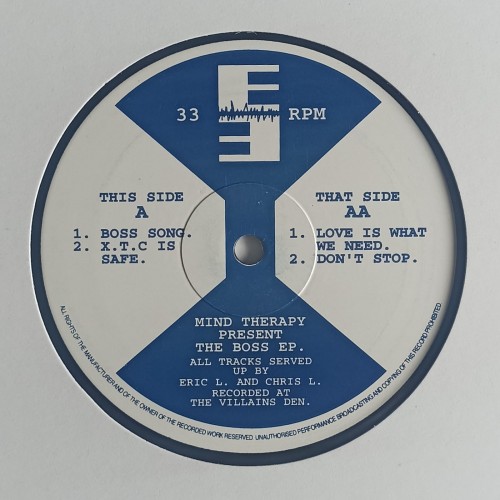 33 RPM
THIS SIDE
A
1. BOSS SONG.
2. X.T.C IS
SAFE.
THAT SIDE
AA
1. LOVE IS WHAT
WE NEED.
2. DON'T STOP.
MIND THERAPY
PRESENT
THE BOSS EP.
ALL TRACKS SERVED
UP BY
ERIC L. AND CHRIS L.
RECORDED AT
THE VILLAINS DEN.
ALL RIGHTS OF THE MANUFACTURER AND OF THE OWNER OF THE RECORDED WORK RESERVED UNAUTHORISED PERFORMANCE BROADCASTING AND COPYING OF THIS RECORD PROHIBITED